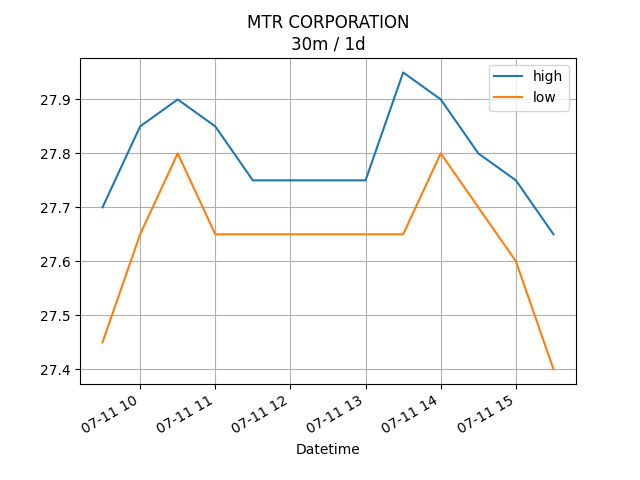 MTR CORPORATION
30m / 1d
high
low
27.9
27.8
27.7
27.6
27.5
27.4
07-11 10
07-11 11
07-11 12
07-11 13
07-11 14
07-11 15
Datetime